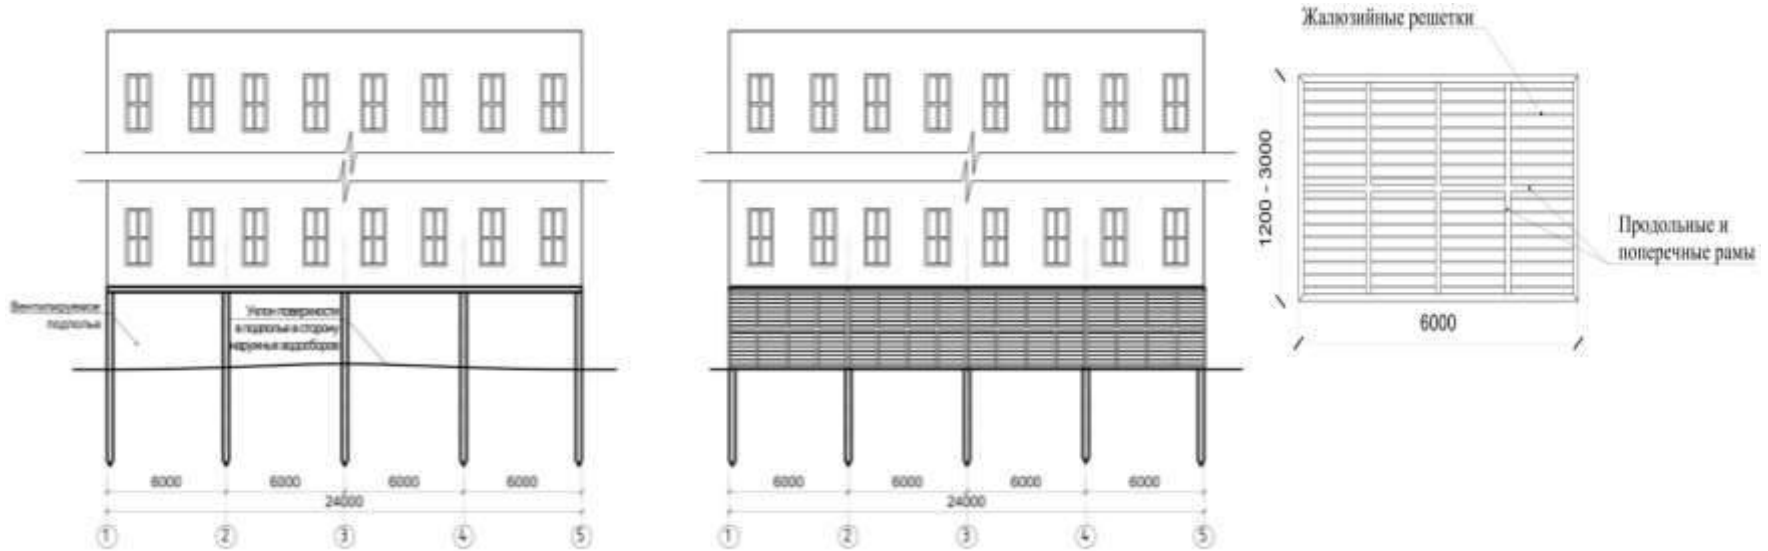 Вентилируемое
подполье
Уклон поверхности
в подполье в сторону
наружных водосборов
6000
6000
6000
6000
24000
1
2
3
4
5
6000
6000
6000
6000
24000
1
2
3
4
5
Жалюзийные решетки
1200 - 3000
Продольные и
поперечные рамы
6000